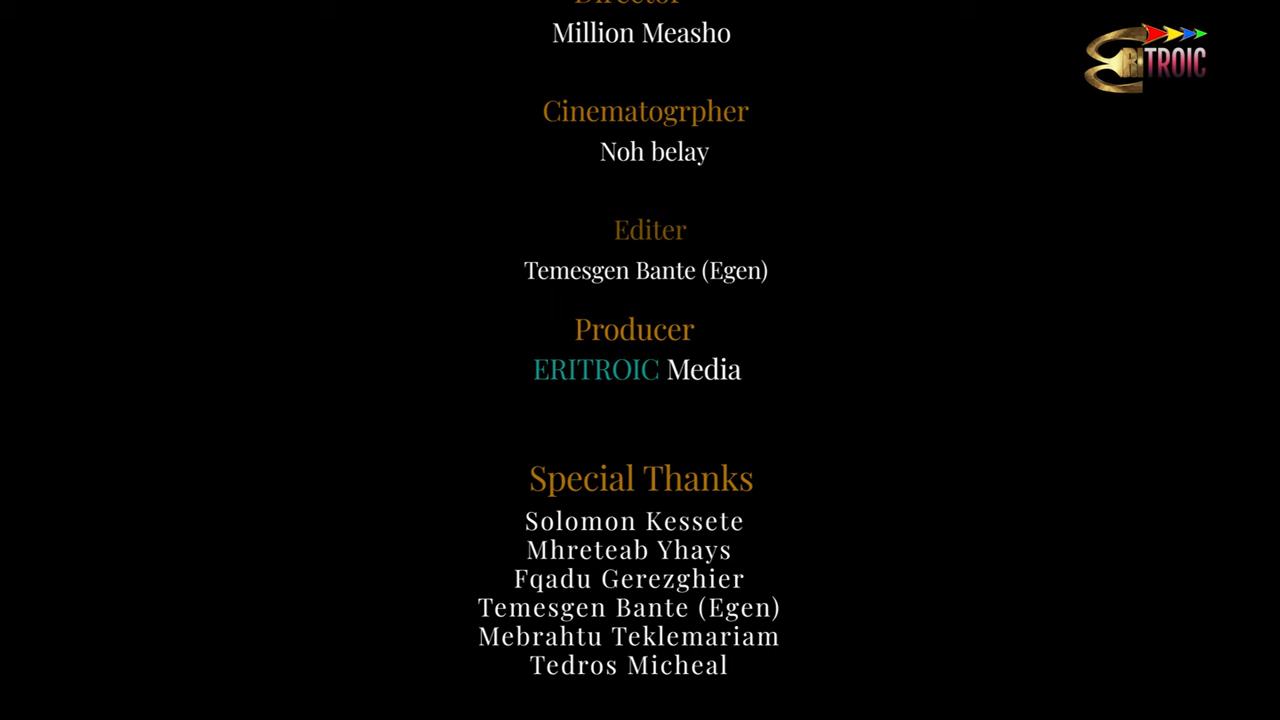 Director
Million Measho
ERITROIC
Cinematogrpher
Noh belay
Editer
Temesgen Bante (Egen)
Producer
ERITROIC Media
Special Thanks
Solomon Kessete
Mhreteab Yhays
Fqadu Gerezghier
Temesgen Bante (Egen)
Mebrahtu Teklemariam
Tedros Micheal